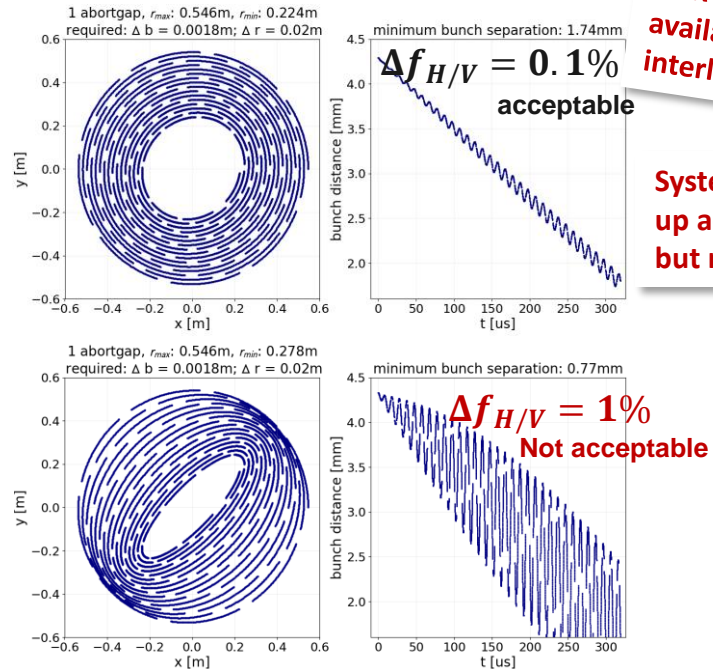 1 abortgap, rmax: 0.546m, rmin: 0.224m
required: Δ b = 0.0018m; Δ r = 0.02m
y [m]
0.6
0.4
0.2
0.0
−0.2
−0.4
−0.6
−0.6 −0.4 −0.2 0.0 0.2 0.4 0.6
x [m]
minimum bunch separation: 1.74mm
ΔfH/V = 0.1%
acceptable
bunch distance [mm]
4.5
4.0
3.5
3.0
2.5
2.0
0 50 100 150 200 250 300
t [us]
availa
interl
Syste
up a
but r
1 abortgap, rmax: 0.546m, rmin: 0.278m
required: Δ b = 0.0018m; Δ r = 0.02m
y [m]
0.6
0.4
0.2
0.0
−0.2
−0.4
−0.6
−0.6 −0.4 −0.2 0.0 0.2 0.4 0.6
x [m]
minimum bunch separation: 0.77mm
ΔfH/V = 1%
Not acceptable
bunch distance [mm]
4.5
4.0
3.5
3.0
2.5
2.0
0 50 100 150 200 250 300
t [us]